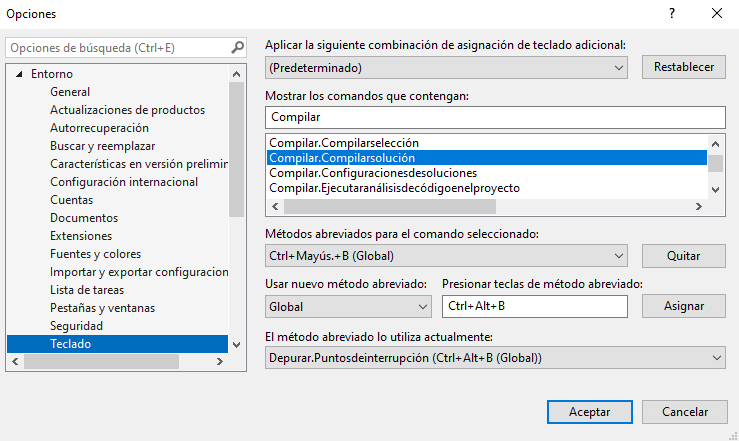 Opciones
Opciones de búsqueda (Ctrl+E)
Entorno
General
Actualizaciones de productos
Autorrecuperación
Buscar y reemplazar
Características en versión prelimin
Configuración internacional
Cuentas
Documentos
Extensiones
Fuentes y colores
Importar y exportar configuracion
Lista de tareas
Pestañas y ventanas
Seguridad
Teclado
Aplicar la siguiente combinación de asignación de teclado adicional:
(Predeterminado)
Restablecer
Mostrar los comandos que contengan:
Compilar
Compilar.Compilarselección
Compilar.Compilarsolución
Compilar.Configuracionesdesoluciones
Compilar.Ejecutaranálisisdecódigoenelproyecto
Métodos abreviados para el comando seleccionado:
Ctrl+Mayús.+B (Global)
Quitar
Usar nuevo método abreviado:
Presionar teclas de método abreviado:
Global
Ctrl+Alt+B
Asignar
El método abreviado lo utiliza actualmente:
Depurar.Puntosdeinterrupción (Ctrl+Alt+B (Global))
Aceptar
Cancelar